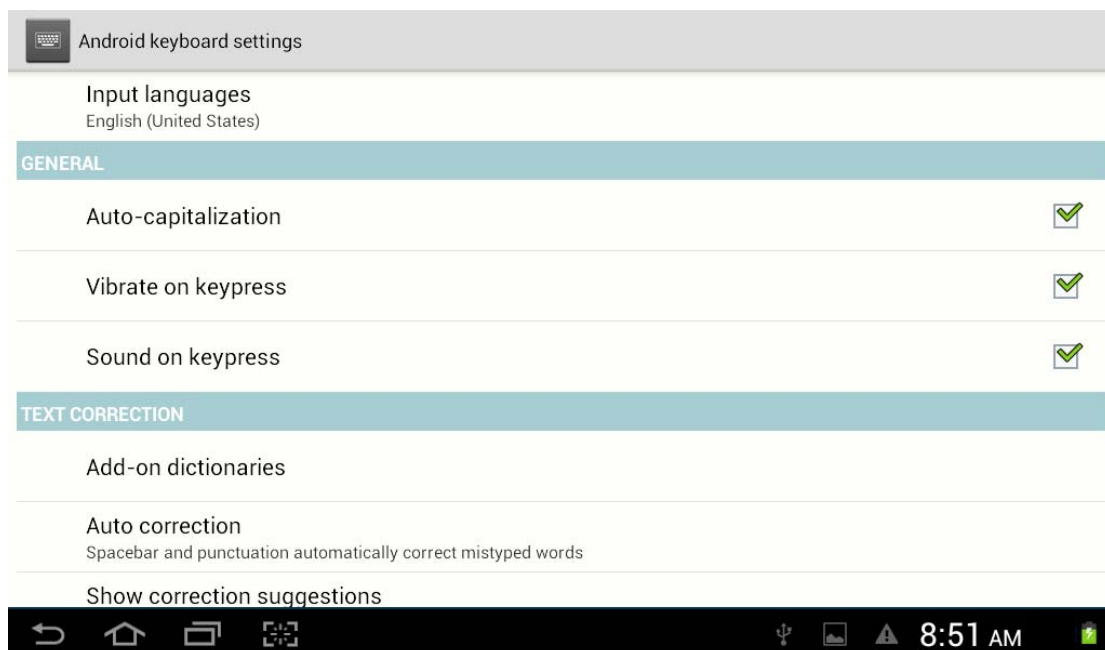 Android keyboard settings
Input languages
English (United States)
GENERAL
Auto-capitalization
Vibrate on keypress
Sound on keypress
TEXT CORRECTION
Add-on dictionaries
Auto correction
Spacebar and punctuation automatically correct mistyped words
Show correction suggestions
8:51 AM